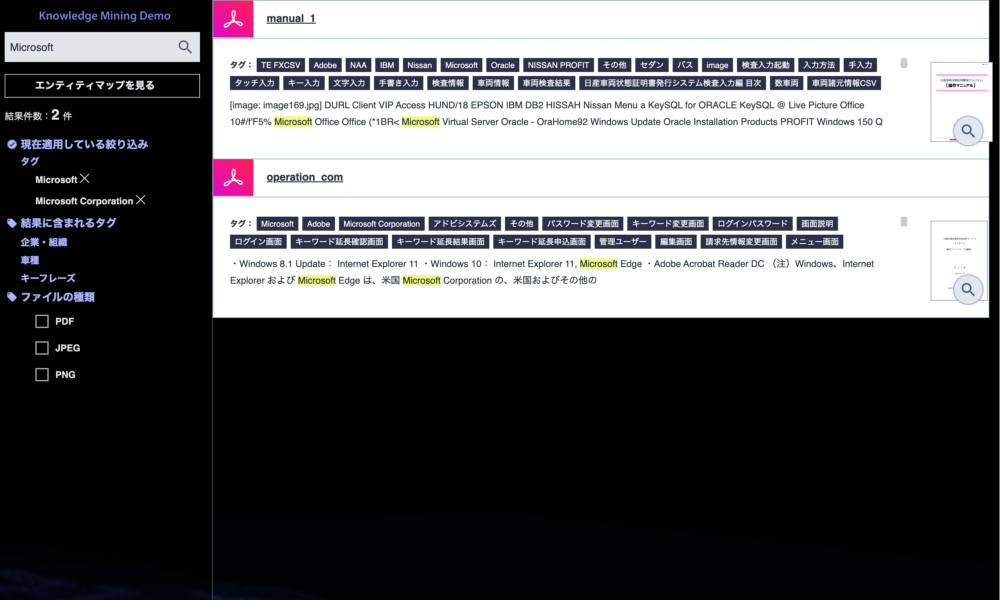 Knowledge Mining Demo
Microsoft
エンティティマップを見る
結果件数：2 件
現在適用している絞り込み
タグ
Microsoft
Microsoft Corporation
結果に含まれるタグ
企業・組織
車種
キーフレーズ
ファイルの種類
PDF
JPEG
PNG
manual_1
タグ： TE FXCSV Adobe NAA IBM Nissan Microsoft Oracle NISSAN PROFIT その他 セダン バス image 検査入力起動 入力方法 手入力
タッチ入力 キー入力 文字入力 手書き入力 検査情報 車両情報 車両検査結果 日産車両状態証明書発行システム検査入力編 目次 数車両 車両諸元情報CSV
[image: image169.jpg] DURL Client VIP Access HUND/18 EPSON IBM DB2 HISSAH Nissan Menu a KeySQL for ORACLE KeySQL @ Live Picture Office
10#/f'F5% Microsoft Office Office (*1BR< Microsoft Virtual Server Oracle - OraHome92 Windows Update Oracle Installation Products PROFIT Windows 150 Q
日産車両状態証明書発行システム
【操作マニュアル】
operation_com
タグ： Microsoft Adobe Microsoft Corporation アドビシステムズ その他 パスワード変更画面 キーワード変更画面 ログインパスワード 画面説明
ログイン画面 キーワード延長確認画面 キーワード延長結果画面 キーワード延長申込画面 管理ユーザー 編集画面 請求先情報変更画面 メニュー画面
・Windows 8.1 Update： Internet Explorer 11 ・Windows 10： Internet Explorer 11, Microsoft Edge ・Adobe Acrobat Reader DC （注）Windows、Internet
Explorer および Microsoft Edge は、米国 Microsoft Corporation の、米国およびその他の
AIRIS